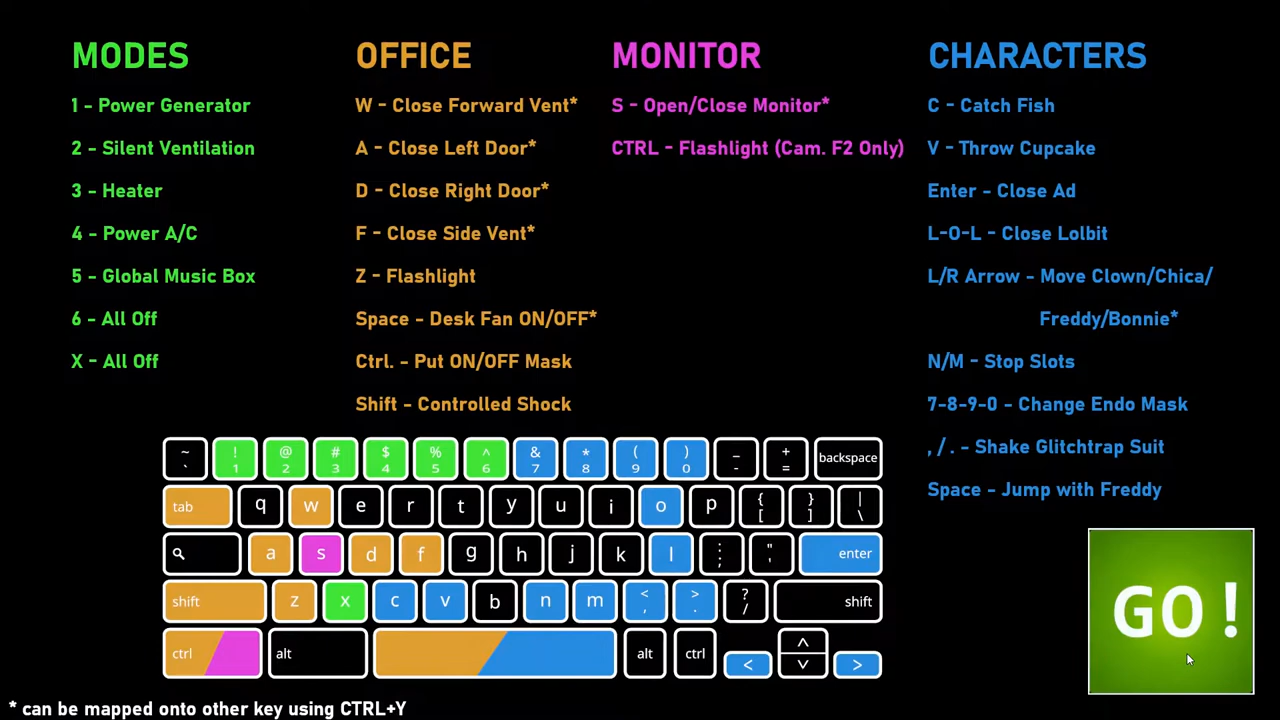 MODES
1 - Power Generator
2 - Silent Ventilation
3 - Heater
4 - Power A/C
5 - Global Music Box
6 - All Off
X - All Off
OFFICE
W - Close Forward Vent*
A - Close Left Door*
D - Close Right Door*
F - Close Side Vent*
Z - Flashlight
Space - Desk Fan ON/OFF*
Ctrl. - Put ON/OFF Mask
Shift - Controlled Shock
MONITOR
S - Open/Close Monitor*
CTRL - Flashlight (Cam. F2 Only)
CHARACTERS
C - Catch Fish
V - Throw Cupcake
Enter - Close Ad
L-O-L - Close Lolbit
L/R Arrow - Move Clown/Chica/
Freddy/Bonnie*
N/M - Stop Slots
7-8-9-0 - Change Endo Mask
, / . - Shake Glitchtrap Suit
Space - Jump with Freddy
~ ! @ # $ % ^ & * ( ) _ +
` 1 2 3 4 5 6 7 8 9 0 - = backspace
tab q w e r t y u i o p { [ } ] | \
a s d f g h j k l : ; " ' enter
shift z x c v b n m < , > . ? / shift
ctrl alt alt ctrl < ^ v >
GO!
* can be mapped onto other key using CTRL+Y